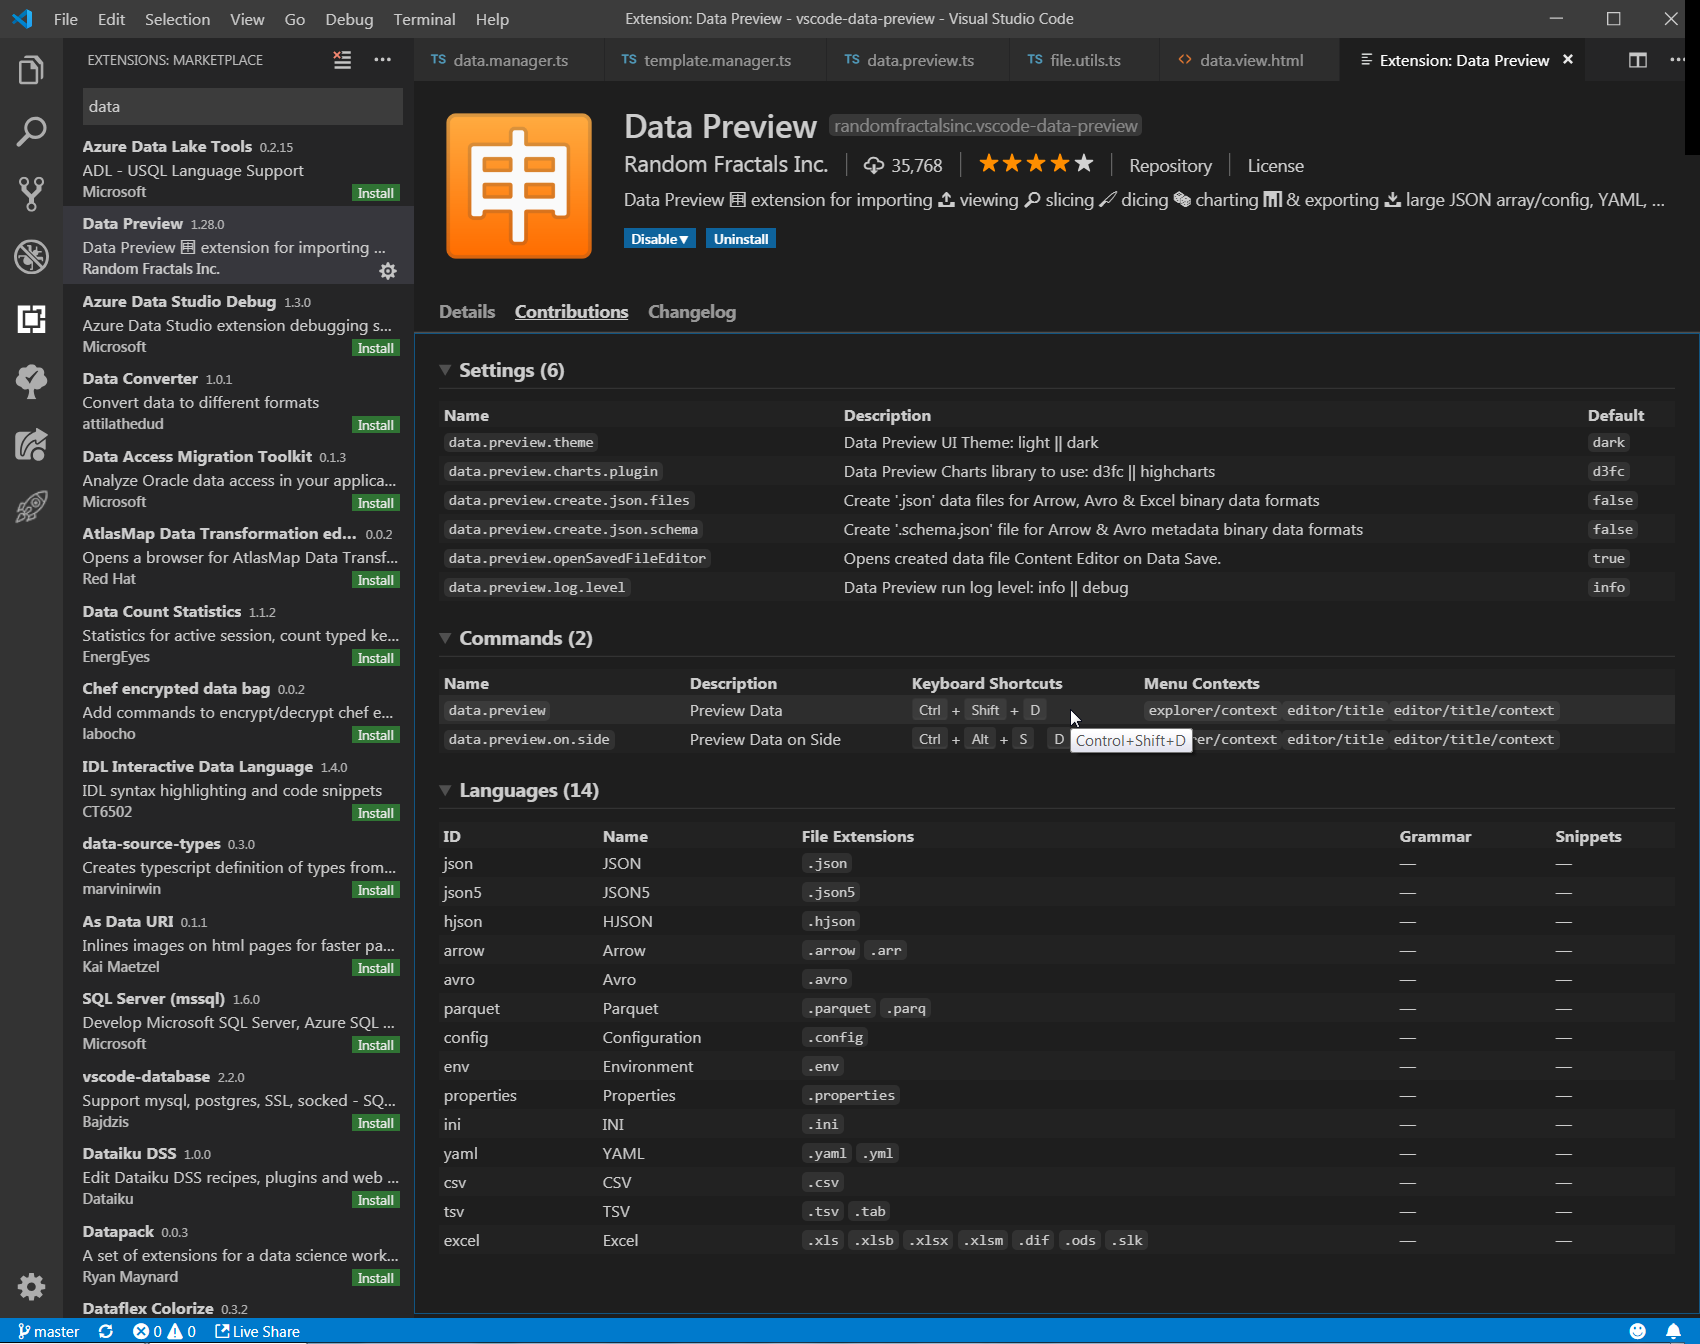 File Edit Selection View Go Debug Terminal Help
Extension: Data Preview - vscode-data-preview - Visual Studio Code
EXTENSIONS: MARKETPLACE
data
Azure Data Lake Tools 0.2.15
ADL - USQL Language Support
Microsoft Install
Data Preview 1.28.0
Data Preview 田 extension for importing ...
Random Fractals Inc.
Azure Data Studio Debug 1.3.0
Azure Data Studio extension debugging s...
Microsoft Install
Data Converter 1.0.1
Convert data to different formats
attilathedud Install
Data Access Migration Toolkit 0.1.3
Analyze Oracle data access in your applica...
Microsoft Install
AtlasMap Data Transformation ed... 0.0.2
Opens a browser for AtlasMap Data Transf...
Red Hat Install
Data Count Statistics 1.1.2
Statistics for active session, count typed ke...
EnergEyes Install
Chef encrypted data bag 0.0.2
Add commands to encrypt/decrypt chef e...
labocho Install
IDL Interactive Data Language 1.4.0
IDL syntax highlighting and code snippets
CT6502 Install
data-source-types 0.3.0
Creates typescript definition of types from...
marvinirwin Install
As Data URI 0.1.1
Inlines images on html pages for faster pa...
Kai Maetzel Install
SQL Server (mssql) 1.6.0
Develop Microsoft SQL Server, Azure SQL ...
Microsoft Install
vscode-database 2.2.0
Support mysql, postgres, SSL, socked - SQ...
Bajdzis Install
Dataiku DSS 1.0.0
Edit Dataiku DSS recipes, plugins and web ...
Dataiku Install
Datapack 0.0.3
A set of extensions for a data science work...
Ryan Maynard Install
Dataflex Colorize 0.3.2
TS data.manager.ts TS template.manager.ts TS data.preview.ts TS file.utils.ts <> data.view.html Extension: Data Preview
申
Data Preview randomfractalsinc.vscode-data-preview
Random Fractals Inc. 35,768 Repository License
Data Preview extension for importing viewing slicing dicing charting & exporting large JSON array/config, YAML, ...
Disable▼ Uninstall
Details Contributions Changelog
Settings (6)
Name Description Default
data.preview.theme Data Preview UI Theme: light || dark dark
data.preview.charts.plugin Data Preview Charts library to use: d3fc || highcharts d3fc
data.preview.create.json.files Create '.json' data files for Arrow, Avro & Excel binary data formats false
data.preview.create.json.schema Create '.schema.json' file for Arrow & Avro metadata binary data formats false
data.preview.openSavedFileEditor Opens created data file Content Editor on Data Save. true
data.preview.log.level Data Preview run log level: info || debug info
Commands (2)
Name Description Keyboard Shortcuts Menu Contexts
data.preview Preview Data Ctrl + Shift + D explorer/context editor/title editor/title/context
data.preview.on.side Preview Data on Side Ctrl + Alt + S D er/context editor/title editor/title/context
Control+Shift+D
Languages (14)
ID Name File Extensions Grammar Snippets
json JSON .json — —
json5 JSON5 .json5 — —
hjson HJSON .hjson — —
arrow Arrow .arrow .arr — —
avro Avro .avro — —
parquet Parquet .parquet .parq — —
config Configuration .config — —
env Environment .env — —
properties Properties .properties — —
ini INI .ini — —
yaml YAML .yaml .yml — —
csv CSV .csv — —
tsv TSV .tsv .tab — —
excel Excel .xls .xlsb .xlsx .xlsm .dif .ods .slk — —
master 0 0 Live Share